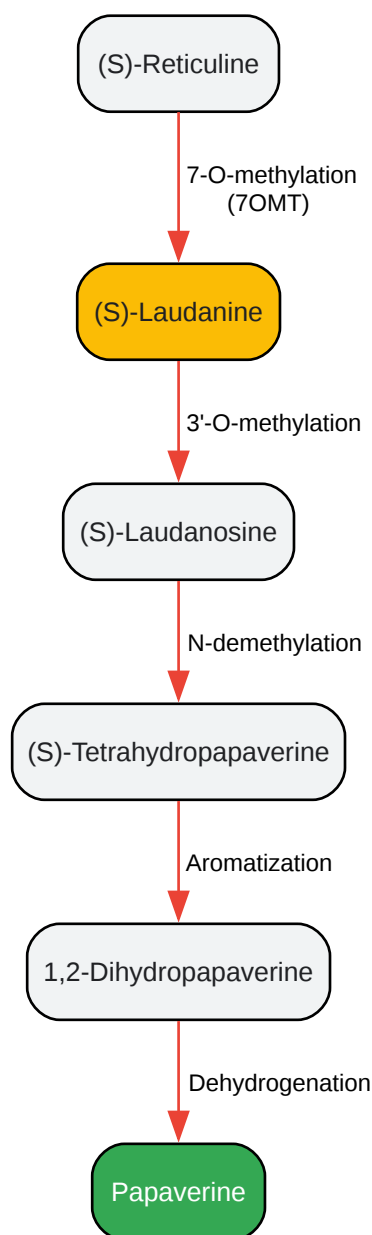 (S)-Reticuline
7-O-methylation
(7OMT)
(S)-Laudanine
3'-O-methylation
(S)-Laudanosine
N-demethylation
(S)-Tetrahydropapaverine
Aromatization
1,2-Dihydropapaverine
Dehydrogenation
Papaverine